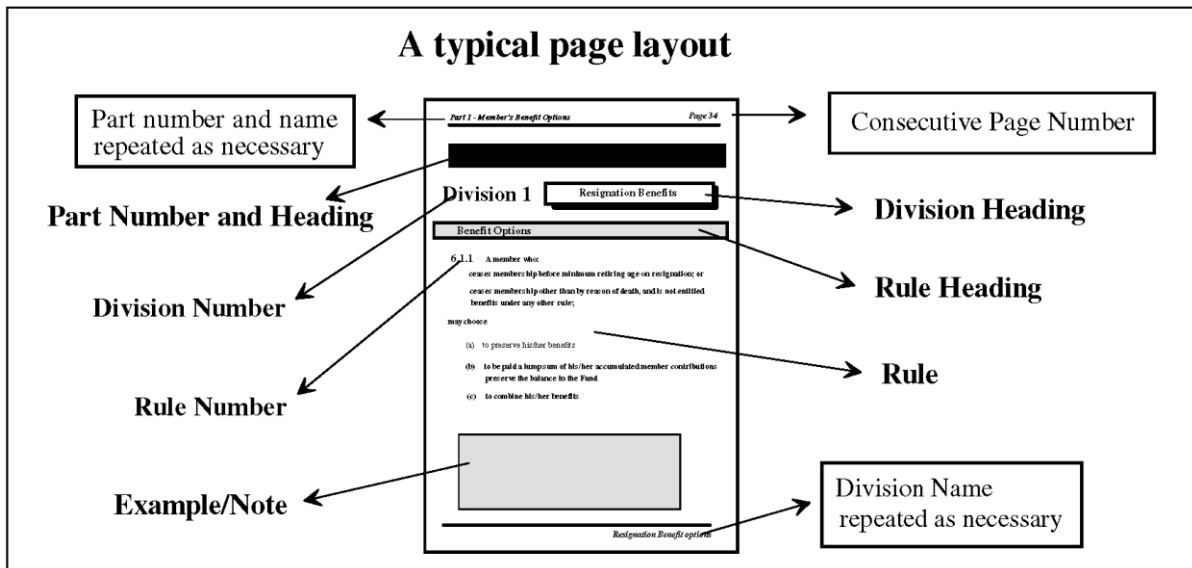 A typical page layout
Part number and name
repeated as necessary
Part 1 - Member's Benefit Options
Page 34
Consecutive Page Number
Part Number and Heading
Division 1
Resignation Benefits
Division Heading
Benefit Options
Rule Heading
Division Number
6.1.1 A member who:
ceases membership before minimum retiring age on resignation; or
ceases membership other than by reason of death, and is not entitled
benefits under any other rule;
may choose
(a) to preserve his/her benefits
(b) to be paid a lumpsum of his/her accumulated member contributions
preserve the balance in the Fund
(c) to combine his/her benefits
Rule
Rule Number
Example/Note
Division Name
repeated as necessary
Resignation Benefit options